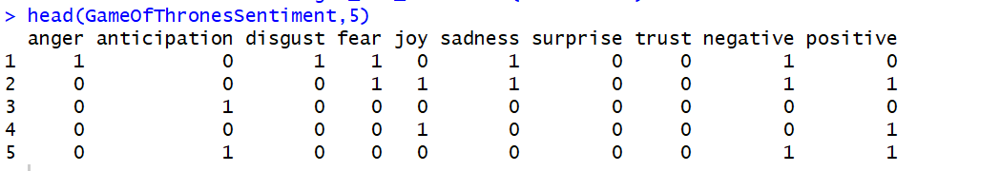 > head(GameOfThronesSentiment,5)
anger anticipation disgust fear joy sadness surprise trust negative positive
1 1 0 1 1 0 1 0 0 1 0
2 0 0 0 1 1 1 0 0 1 1
3 0 1 0 0 0 0 0 0 0 0
4 0 0 0 0 1 0 0 0 0 1
5 0 1 0 0 0 0 0 0 1 1